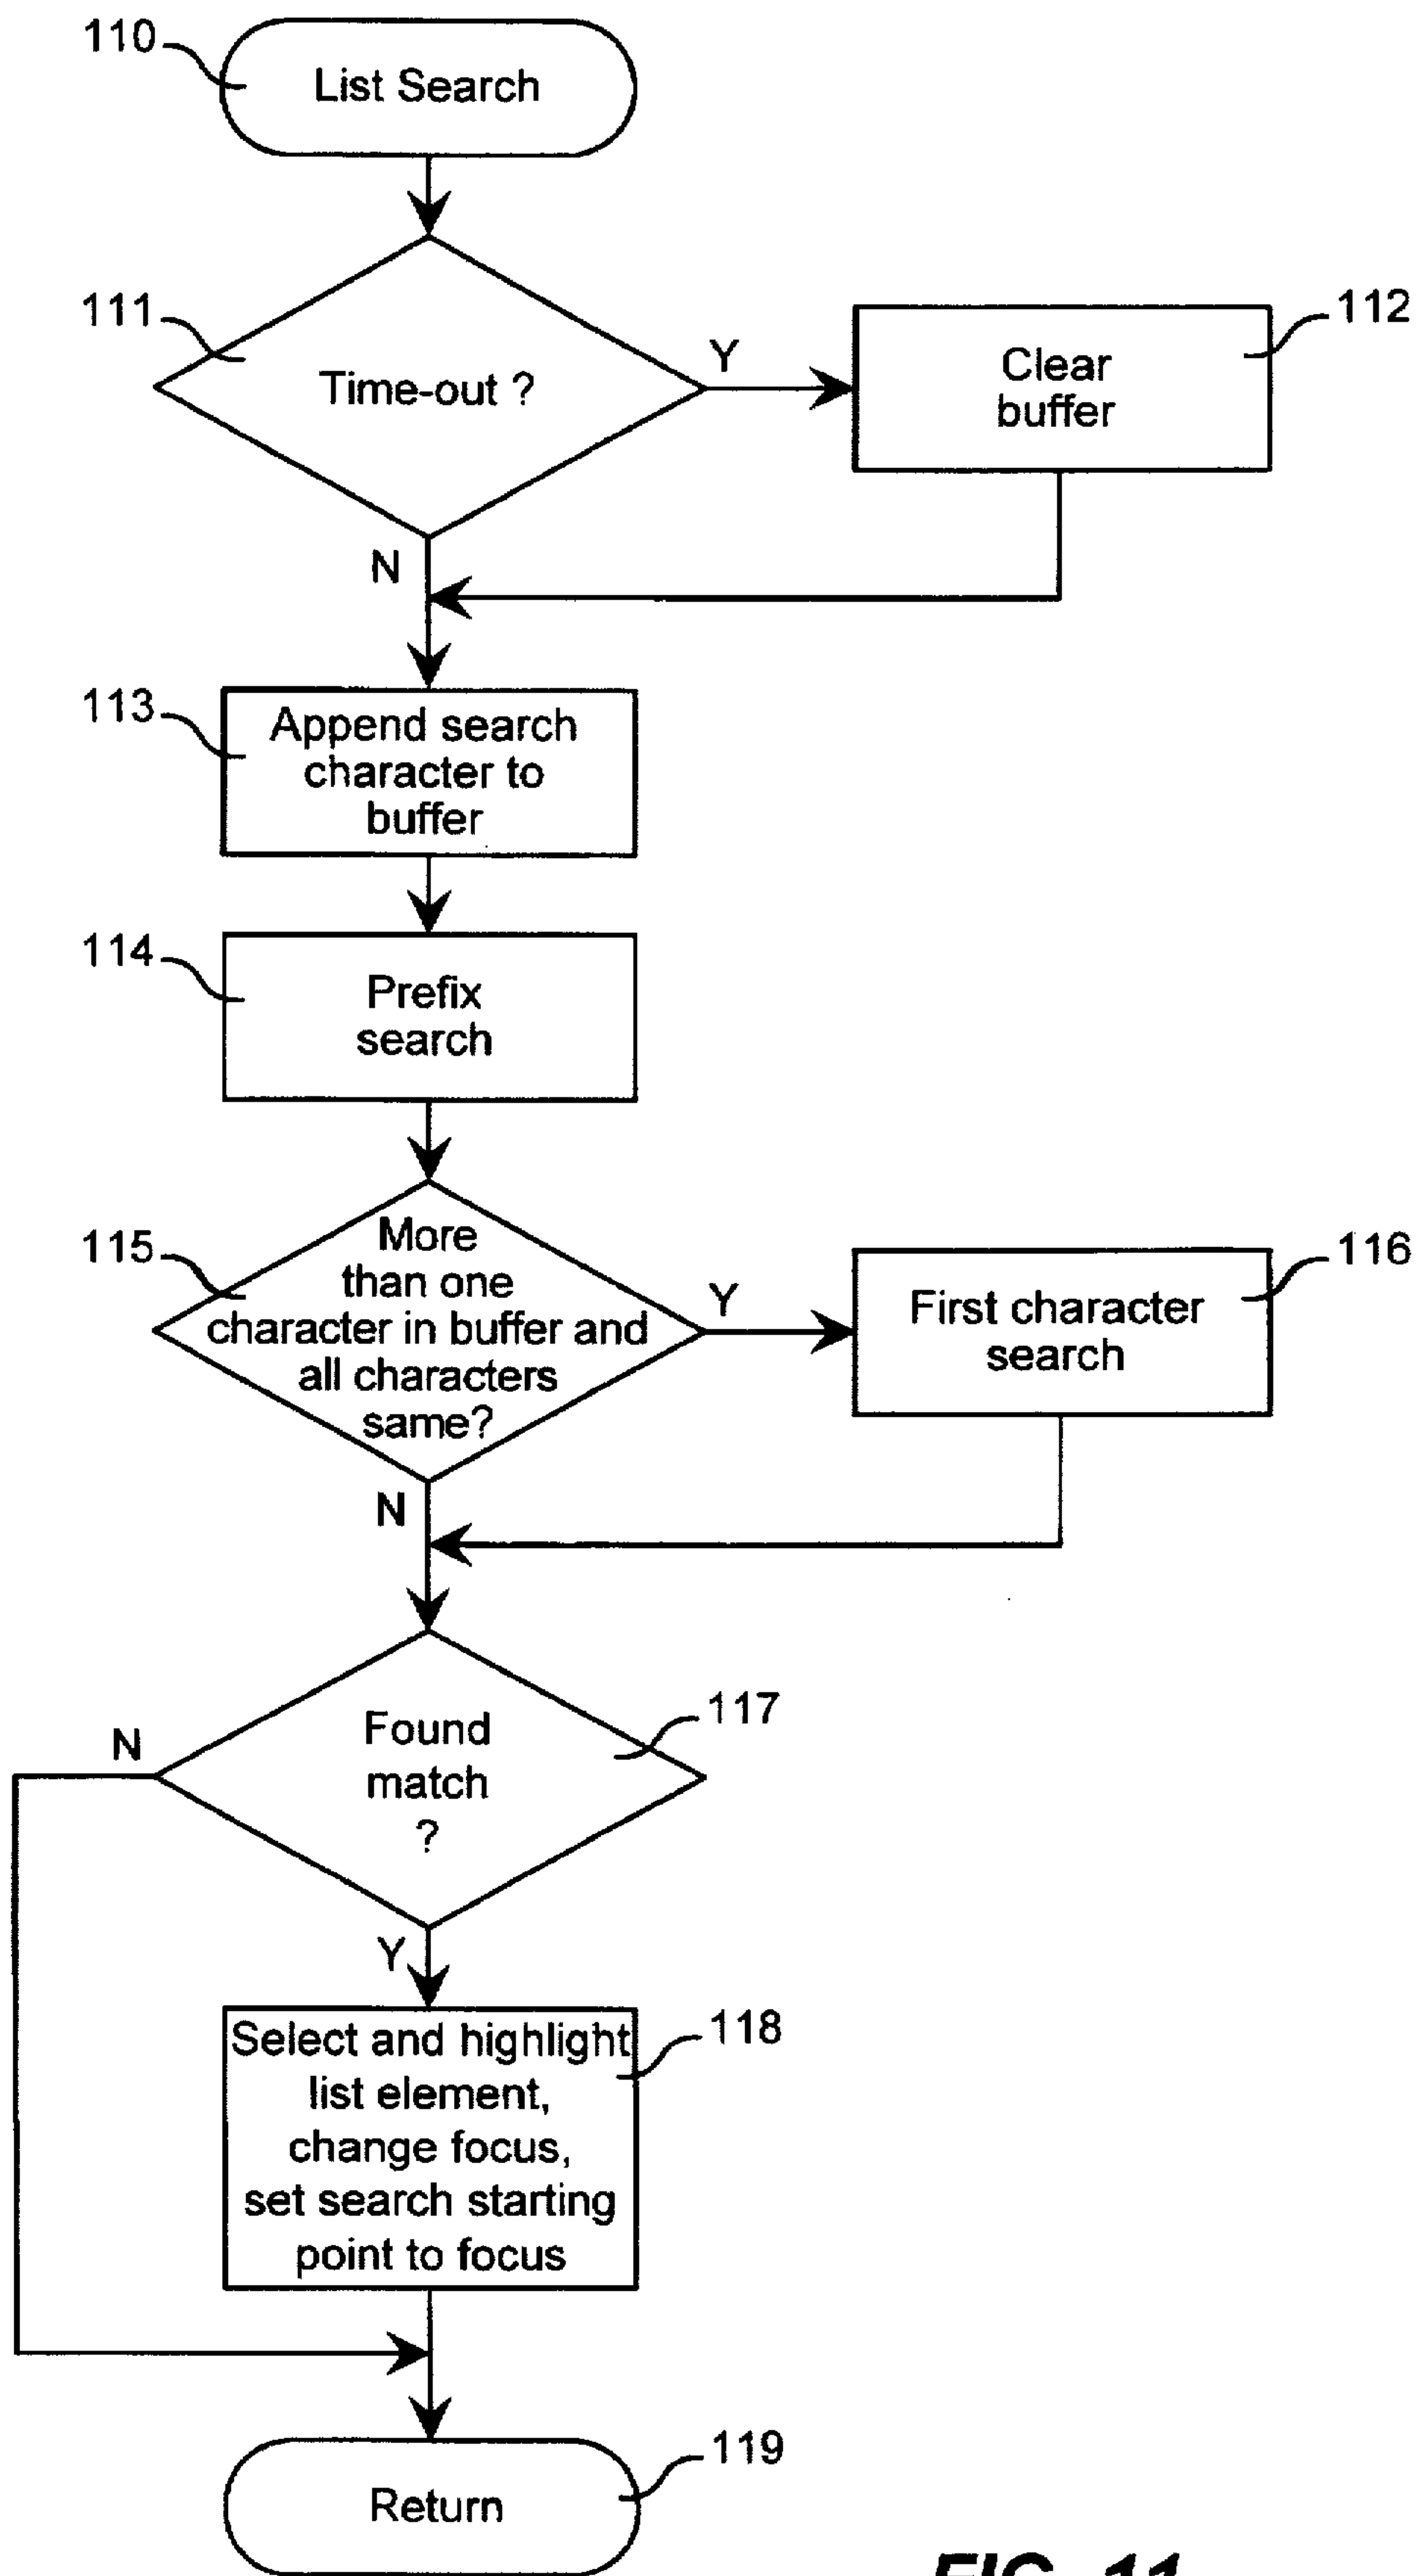 110
List Search
111
Time-out ?
Y
112
Clear
buffer
N
113
Append search
character to
buffer
114
Prefix
search
115
More
than one
character in buffer and
all characters
same?
Y
116
First character
search
N
117
Found
match
?
N
Y
118
Select and highlight
list element,
change focus,
set search starting
point to focus
119
Return
FIG. 11